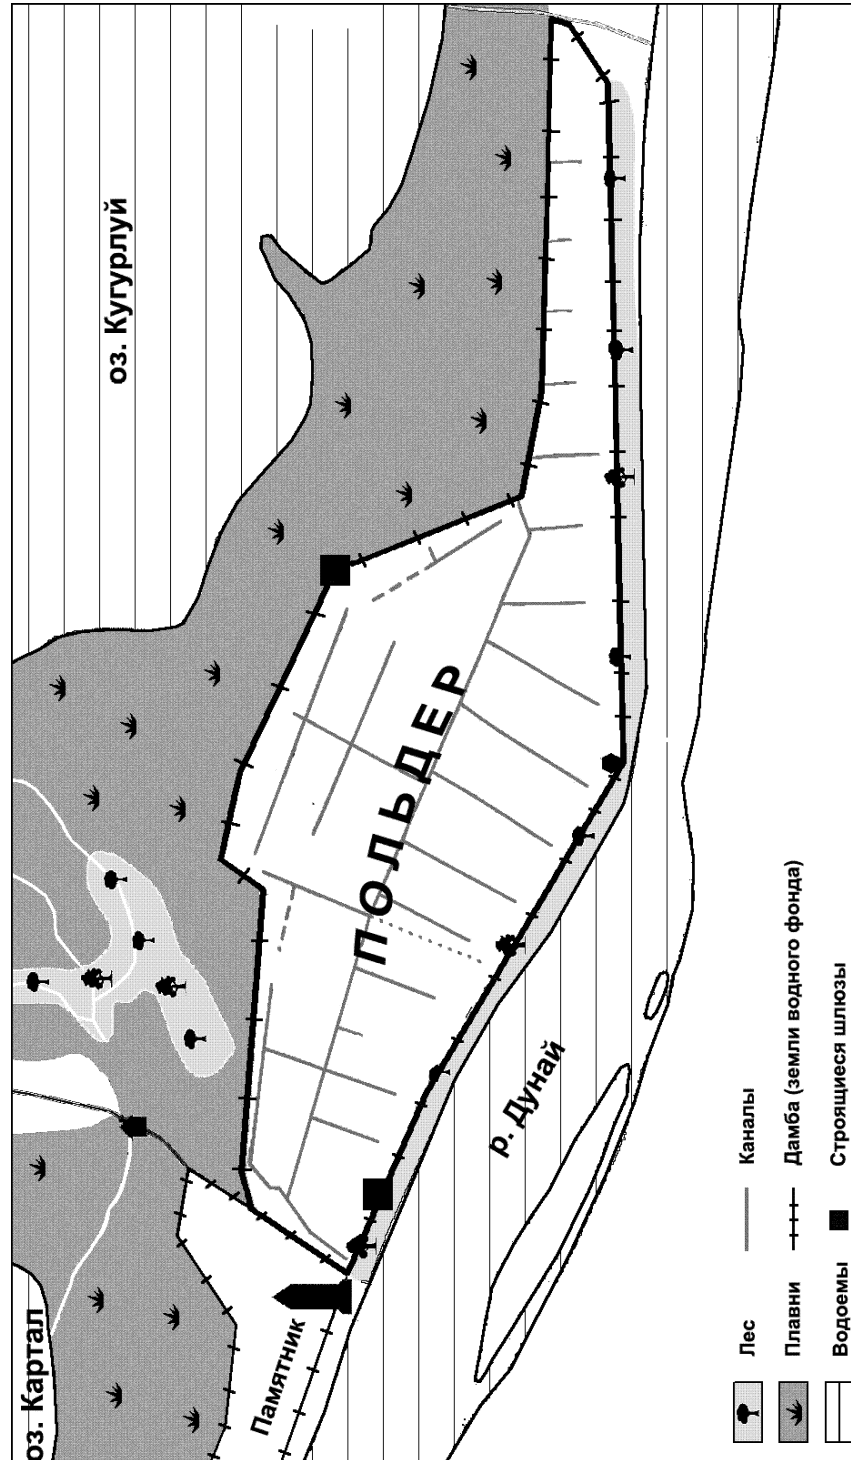 оз. Кугурлуй
ПОЛЬДЕР
р. Дунай
оз. Картал
Памятник
Лес
Каналы
Плавни
Дамба (земли водного фонда)
Водоемы
Строящиеся шлюзы